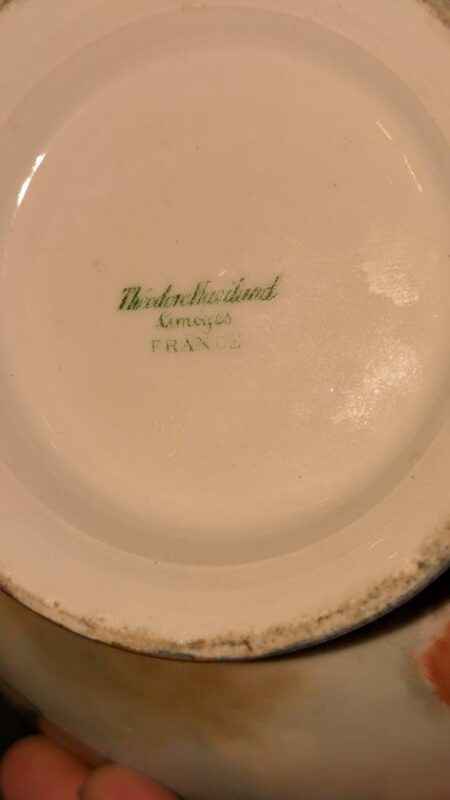 Theodore Haviland
Limoges
FRANCE